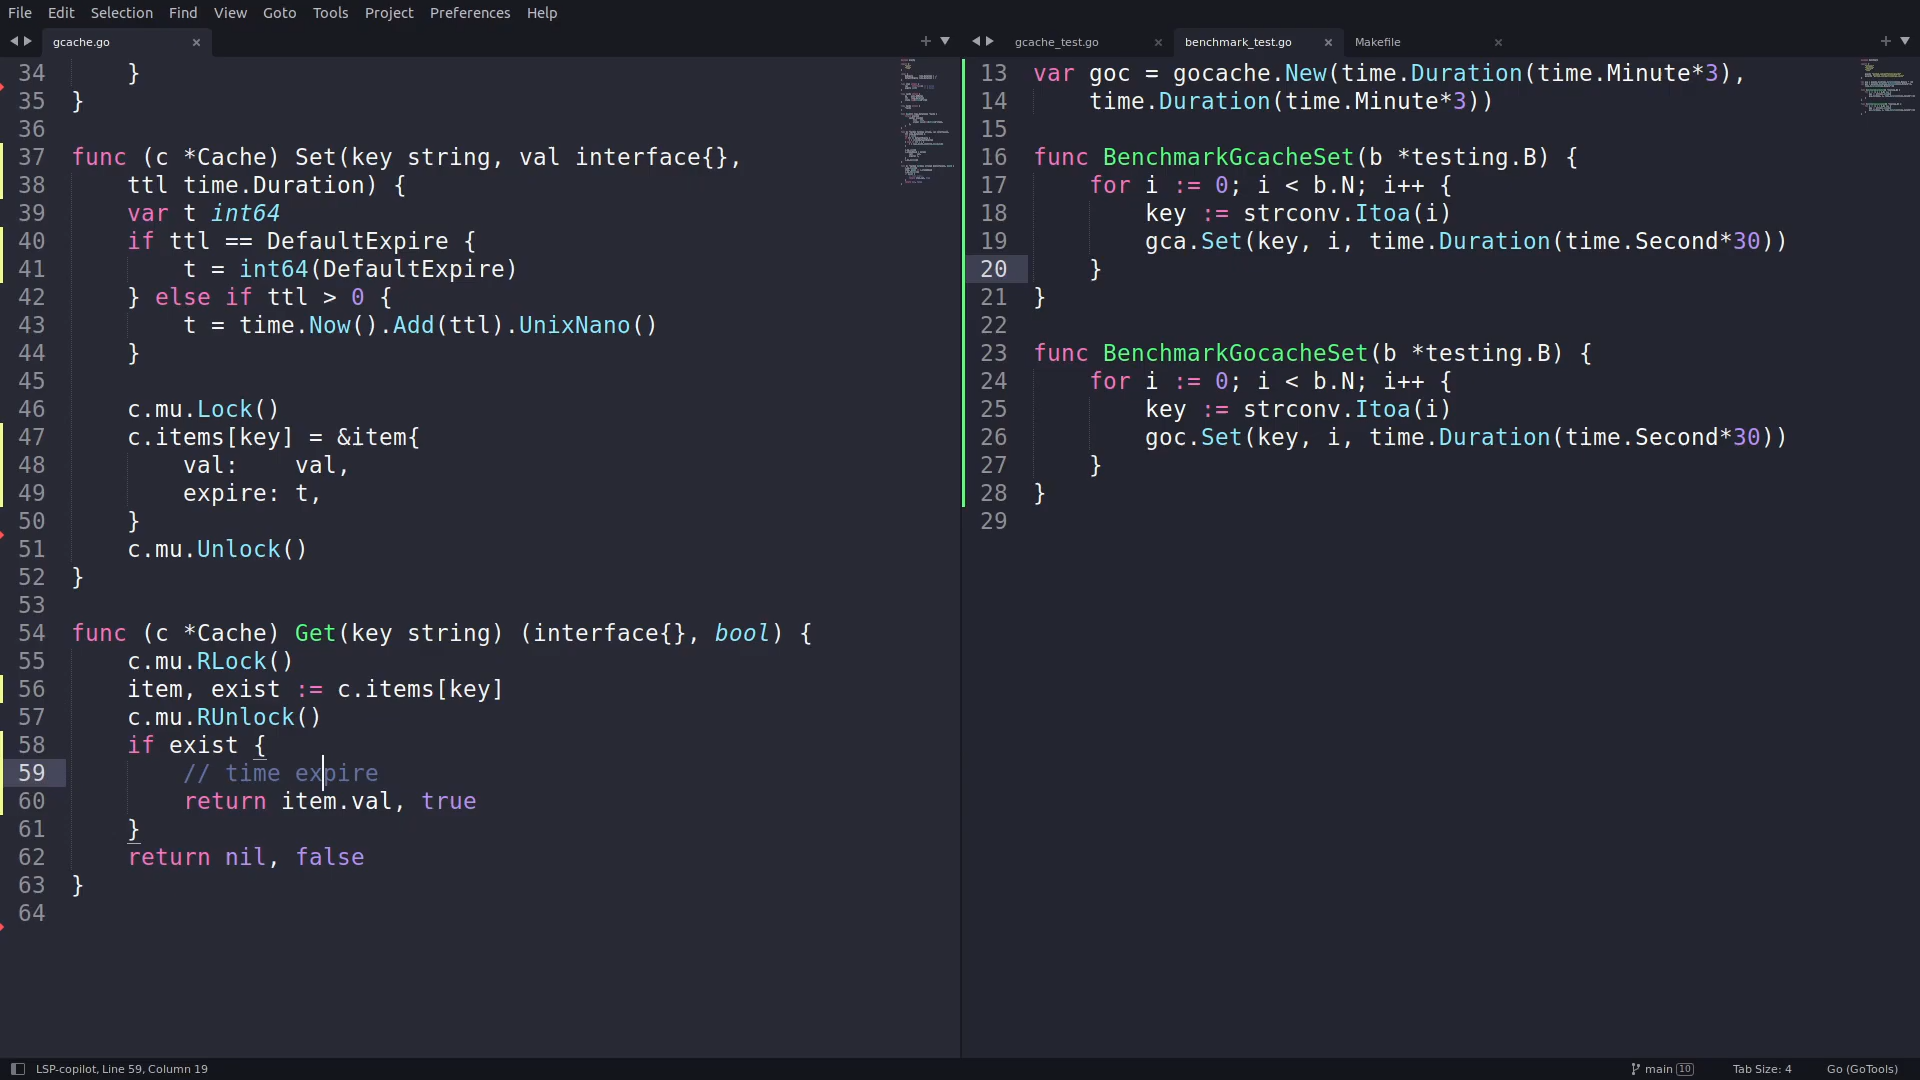 File Edit Selection Find View Goto Tools Project Preferences Help
gcache.go
34 }
35 }
36
37 func (c *Cache) Set(key string, val interface{},
38 ttl time.Duration) {
39 var t int64
40 if ttl == DefaultExpire {
41 t = int64(DefaultExpire)
42 } else if ttl > 0 {
43 t = time.Now().Add(ttl).UnixNano()
44 }
45
46 c.mu.Lock()
47 c.items[key] = &item{
48 val:    val,
49 expire: t,
50 }
51 c.mu.Unlock()
52 }
53
54 func (c *Cache) Get(key string) (interface{}, bool) {
55 c.mu.RLock()
56 item, exist := c.items[key]
57 c.mu.RUnlock()
58 if exist {
59 // time expire
60 return item.val, true
61 }
62 return nil, false
63 }
64
gcache_test.go benchmark_test.go Makefile
13 var goc = gocache.New(time.Duration(time.Minute*3),
14 time.Duration(time.Minute*3))
15
16 func BenchmarkGcacheSet(b *testing.B) {
17 for i := 0; i < b.N; i++ {
18 key := strconv.Itoa(i)
19 gca.Set(key, i, time.Duration(time.Second*30))
20 }
21 }
22
23 func BenchmarkGocacheSet(b *testing.B) {
24 for i := 0; i < b.N; i++ {
25 key := strconv.Itoa(i)
26 goc.Set(key, i, time.Duration(time.Second*30))
27 }
28 }
29
LSP-copilot, Line 59, Column 19
main 10 Tab Size: 4 Go (GoTools)